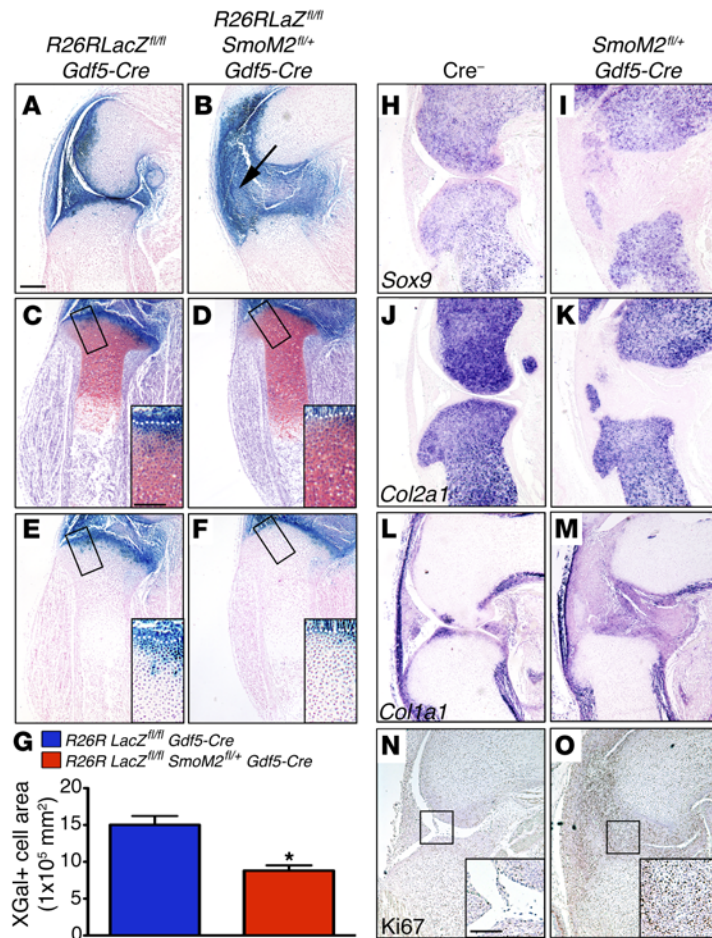 R26RLacZfl/fl
Gdf5-Cre
R26RLaZfl/fl
SmoM2fl/+
Gdf5-Cre
Cre–
SmoM2fl/+
Gdf5-Cre
A
B
H
I
Sox9
C
D
J
K
Col2a1
E
F
L
M
Col1a1
G
R26R LacZfl/fl Gdf5-Cre
R26R LacZfl/fl SmoM2fl/+ Gdf5-Cre
XGal+ cell area
(1x10⁵ mm²)
20
15
10
5
0
*
N
O
Ki67